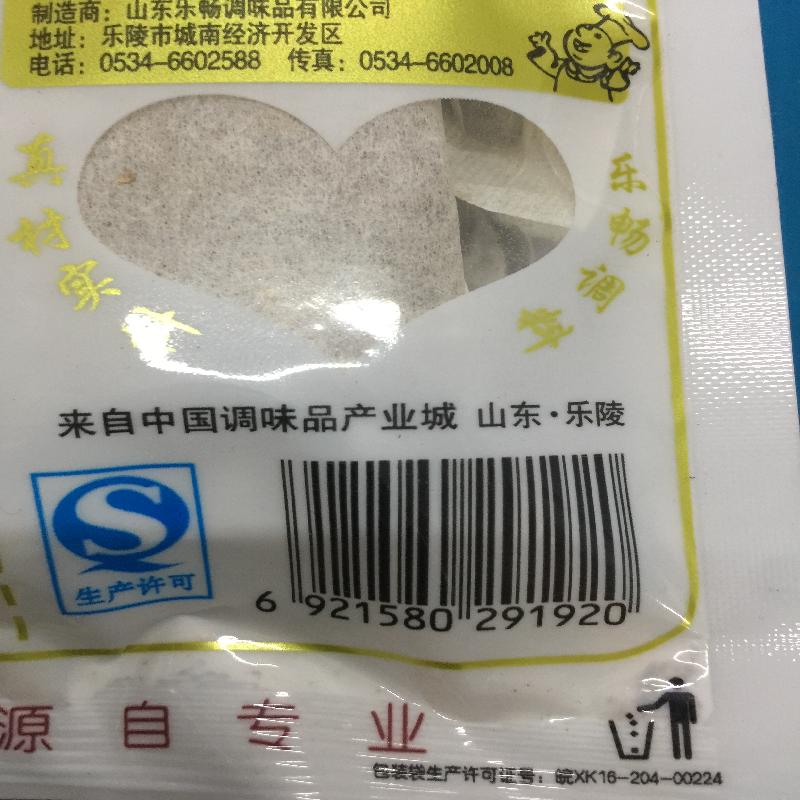 制造商：山东乐畅调味品有限公司
地址：乐陵市城南经济开发区
电话：0534-6602588 传真：0534-6602008
真材实
乐畅调
来自中国调味品产业城 山东·乐陵
生产许可
6 921580 291920
源自专业
包装袋生产许可证号：皖XK16-204-00224